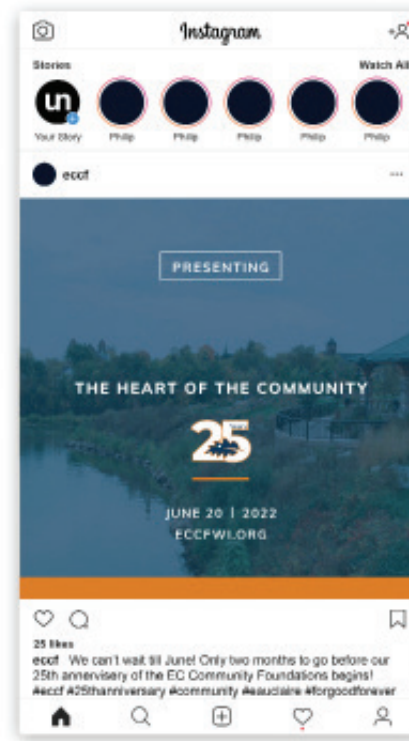 Instagram
Stories
Watch All
un
Your Story
Philip
Philip
Philip
Philip
Philip
eccf
PRESENTING
THE HEART OF THE COMMUNITY
25
JUNE 20 | 2022
ECCFWI.ORG
25 likes
eccf We can't wait till June! Only two months to go before our
25th annervisery of the EC Community Foundations begins!
#eccf #25thanniversary #community #eauclaire #forgoodforever